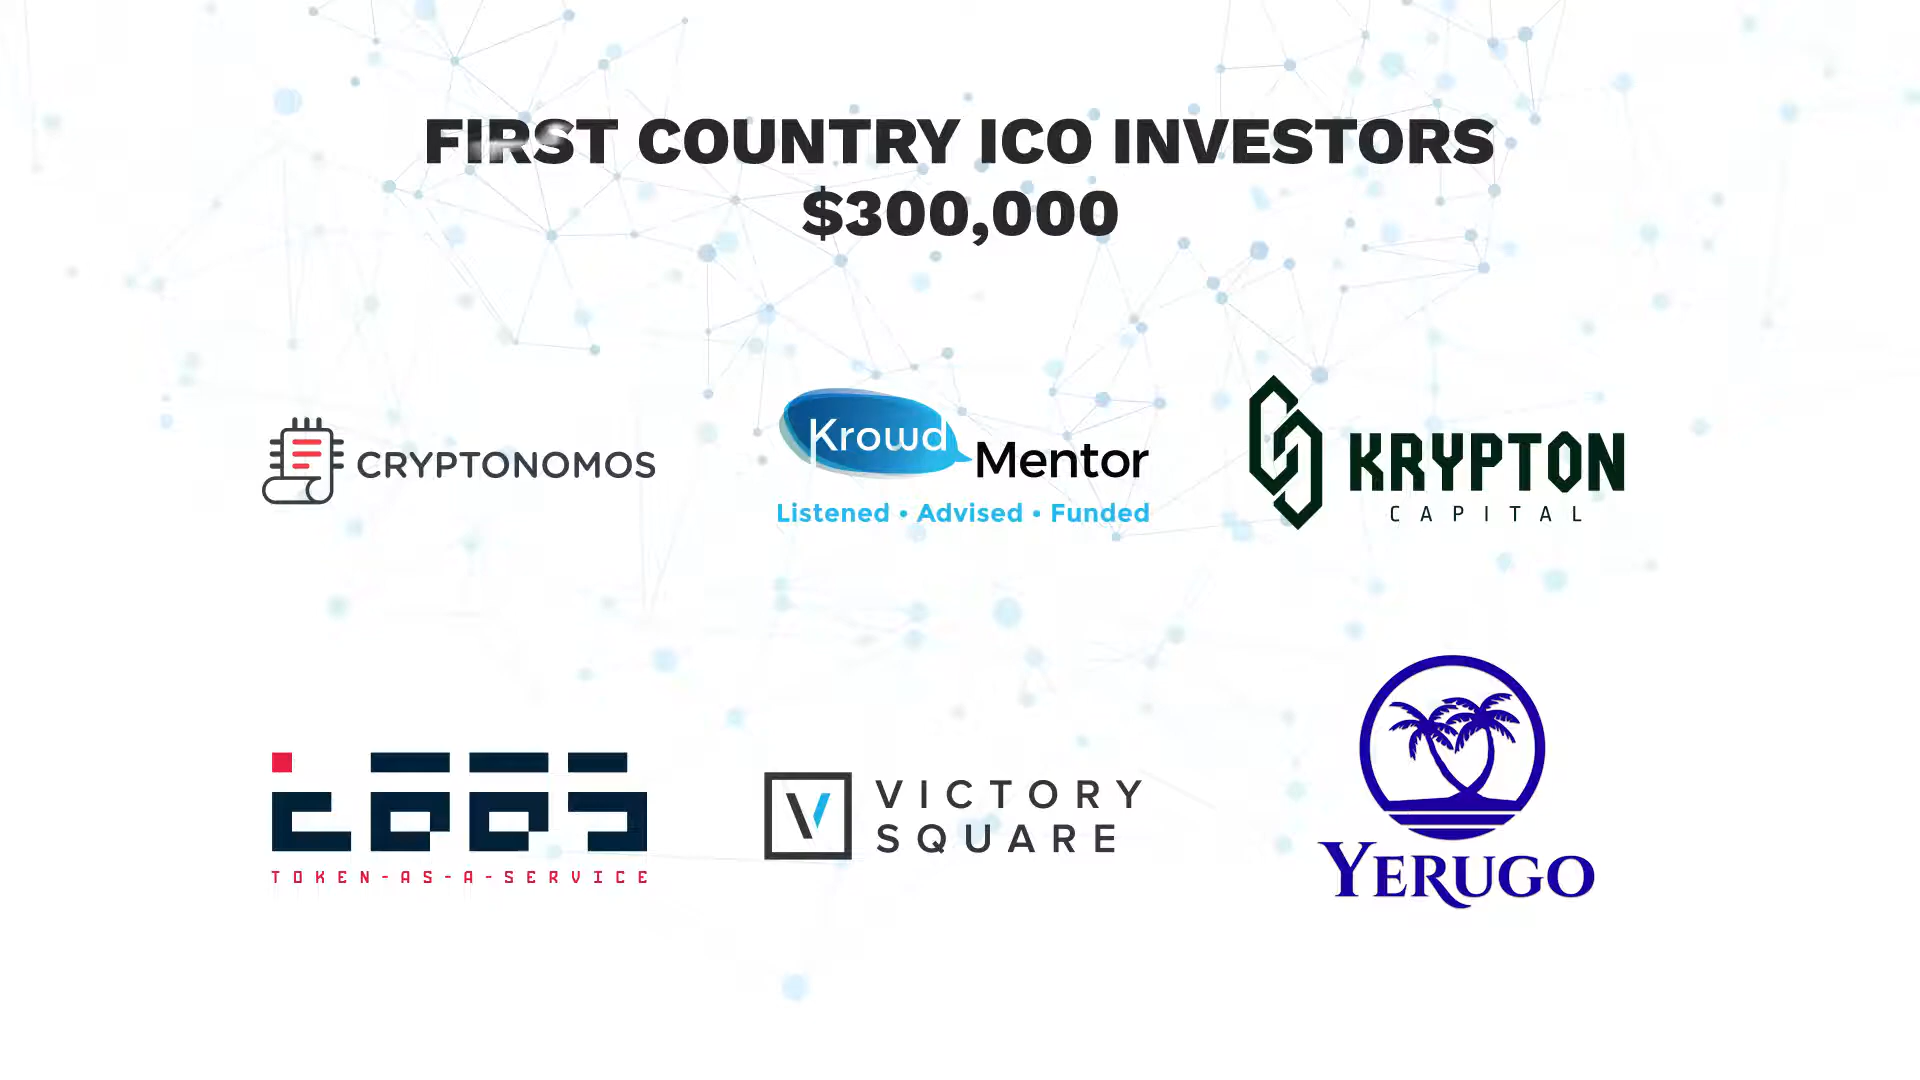 FIRST COUNTRY ICO INVESTORS
$300,000
CRYPTONOMOS
Krowd Mentor
Listened • Advised • Funded
KRYPTON
CAPITAL
taas
TOKEN-AS-A-SERVICE
VICTORY
SQUARE
YERUGO